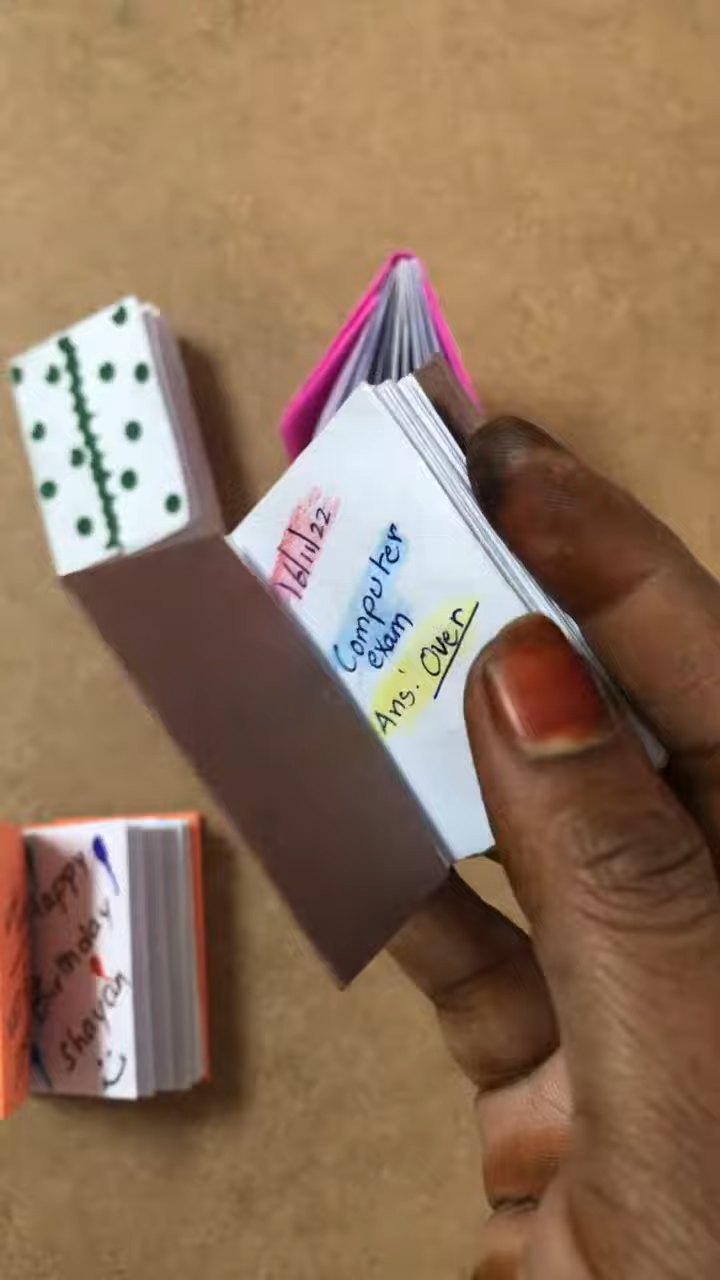 16/11/22
Computer
exam
Ans. Over
Happy
Birthday
Shayan